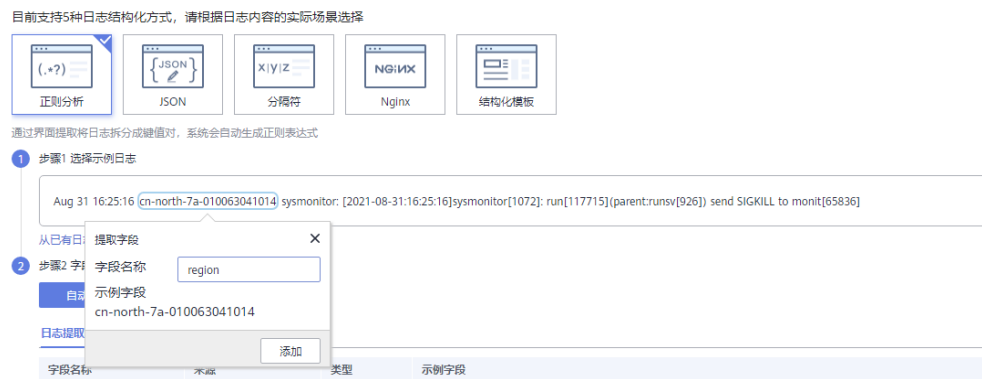 目前支持5种日志结构化方式，请根据日志内容的实际场景选择
(.*?) JSON x|y|z NGINX
正则分析 JSON 分隔符 Nginx 结构化模板
通过界面提取将日志拆分成键值对，系统会自动生成正则表达式
1 步骤1 选择示例日志
Aug 31 16:25:16 cn-north-7a-010063041014 sysmonitor: [2021-08-31:16:25:16]sysmonitor[1072]: run[117715](parent:runsv[926]) send SIGKILL to monit[65836]
从已有日
提取字段
2 步骤2 字
字段名称 region
示例字段
自动
cn-north-7a-010063041014
日志提取
添加
字段名称 来源 类型 示例字段